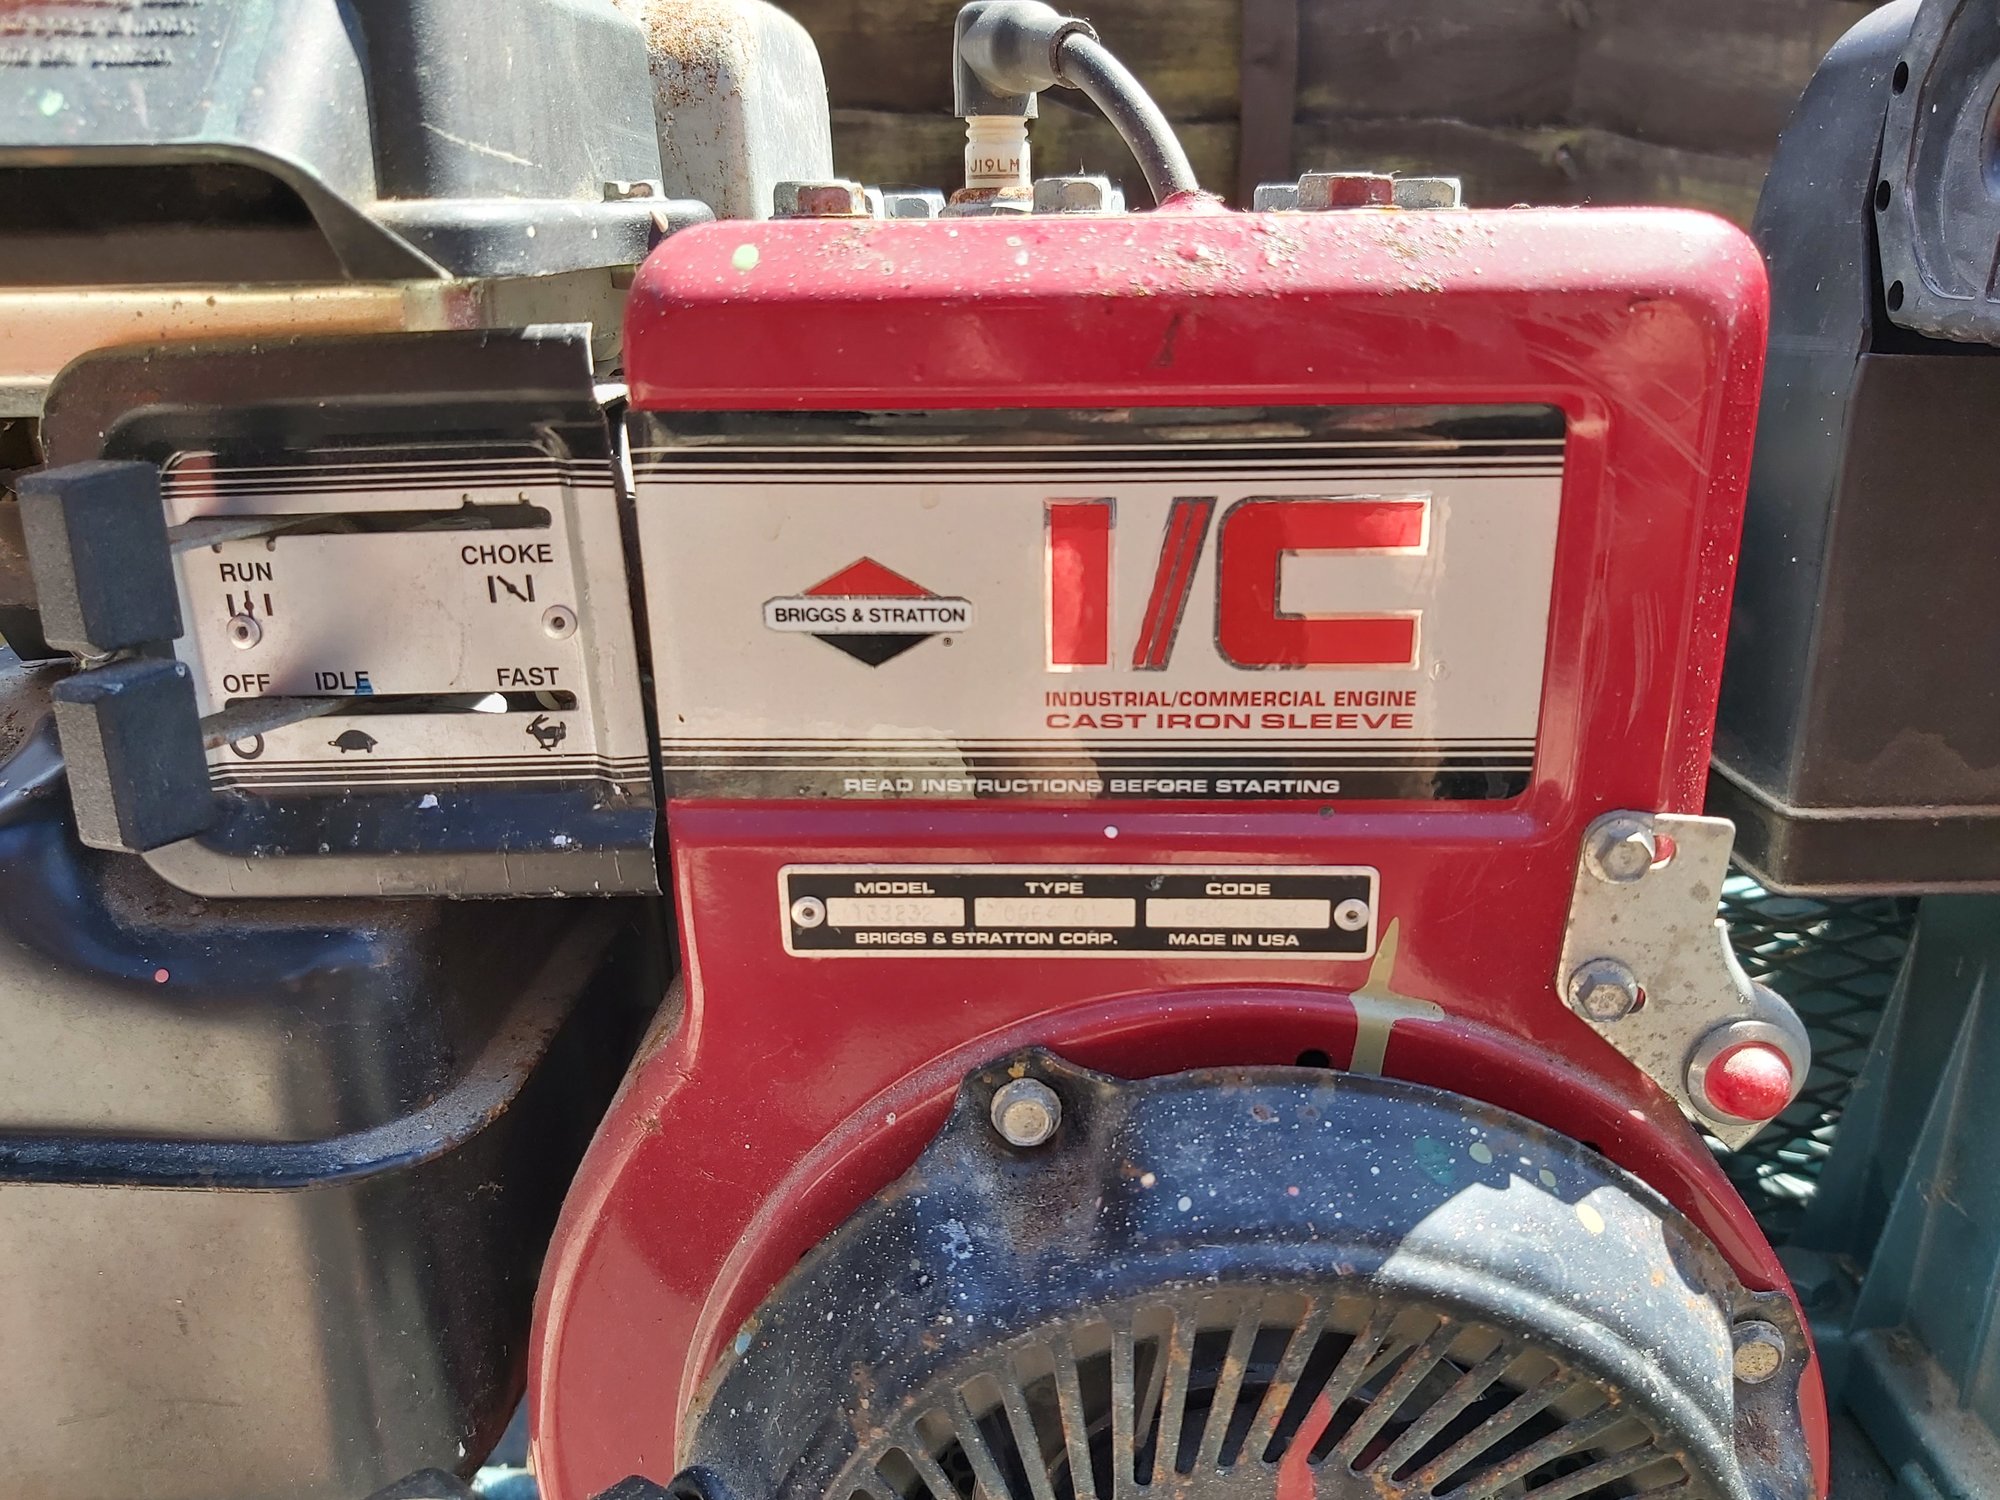 J19LM
RUN
CHOKE
OFF IDLE FAST
BRIGGS & STRATTON
I/C
INDUSTRIAL/COMMERCIAL ENGINE
CAST IRON SLEEVE
READ INSTRUCTIONS BEFORE STARTING
MODEL TYPE CODE
133232
BRIGGS & STRATTON CORP. MADE IN USA